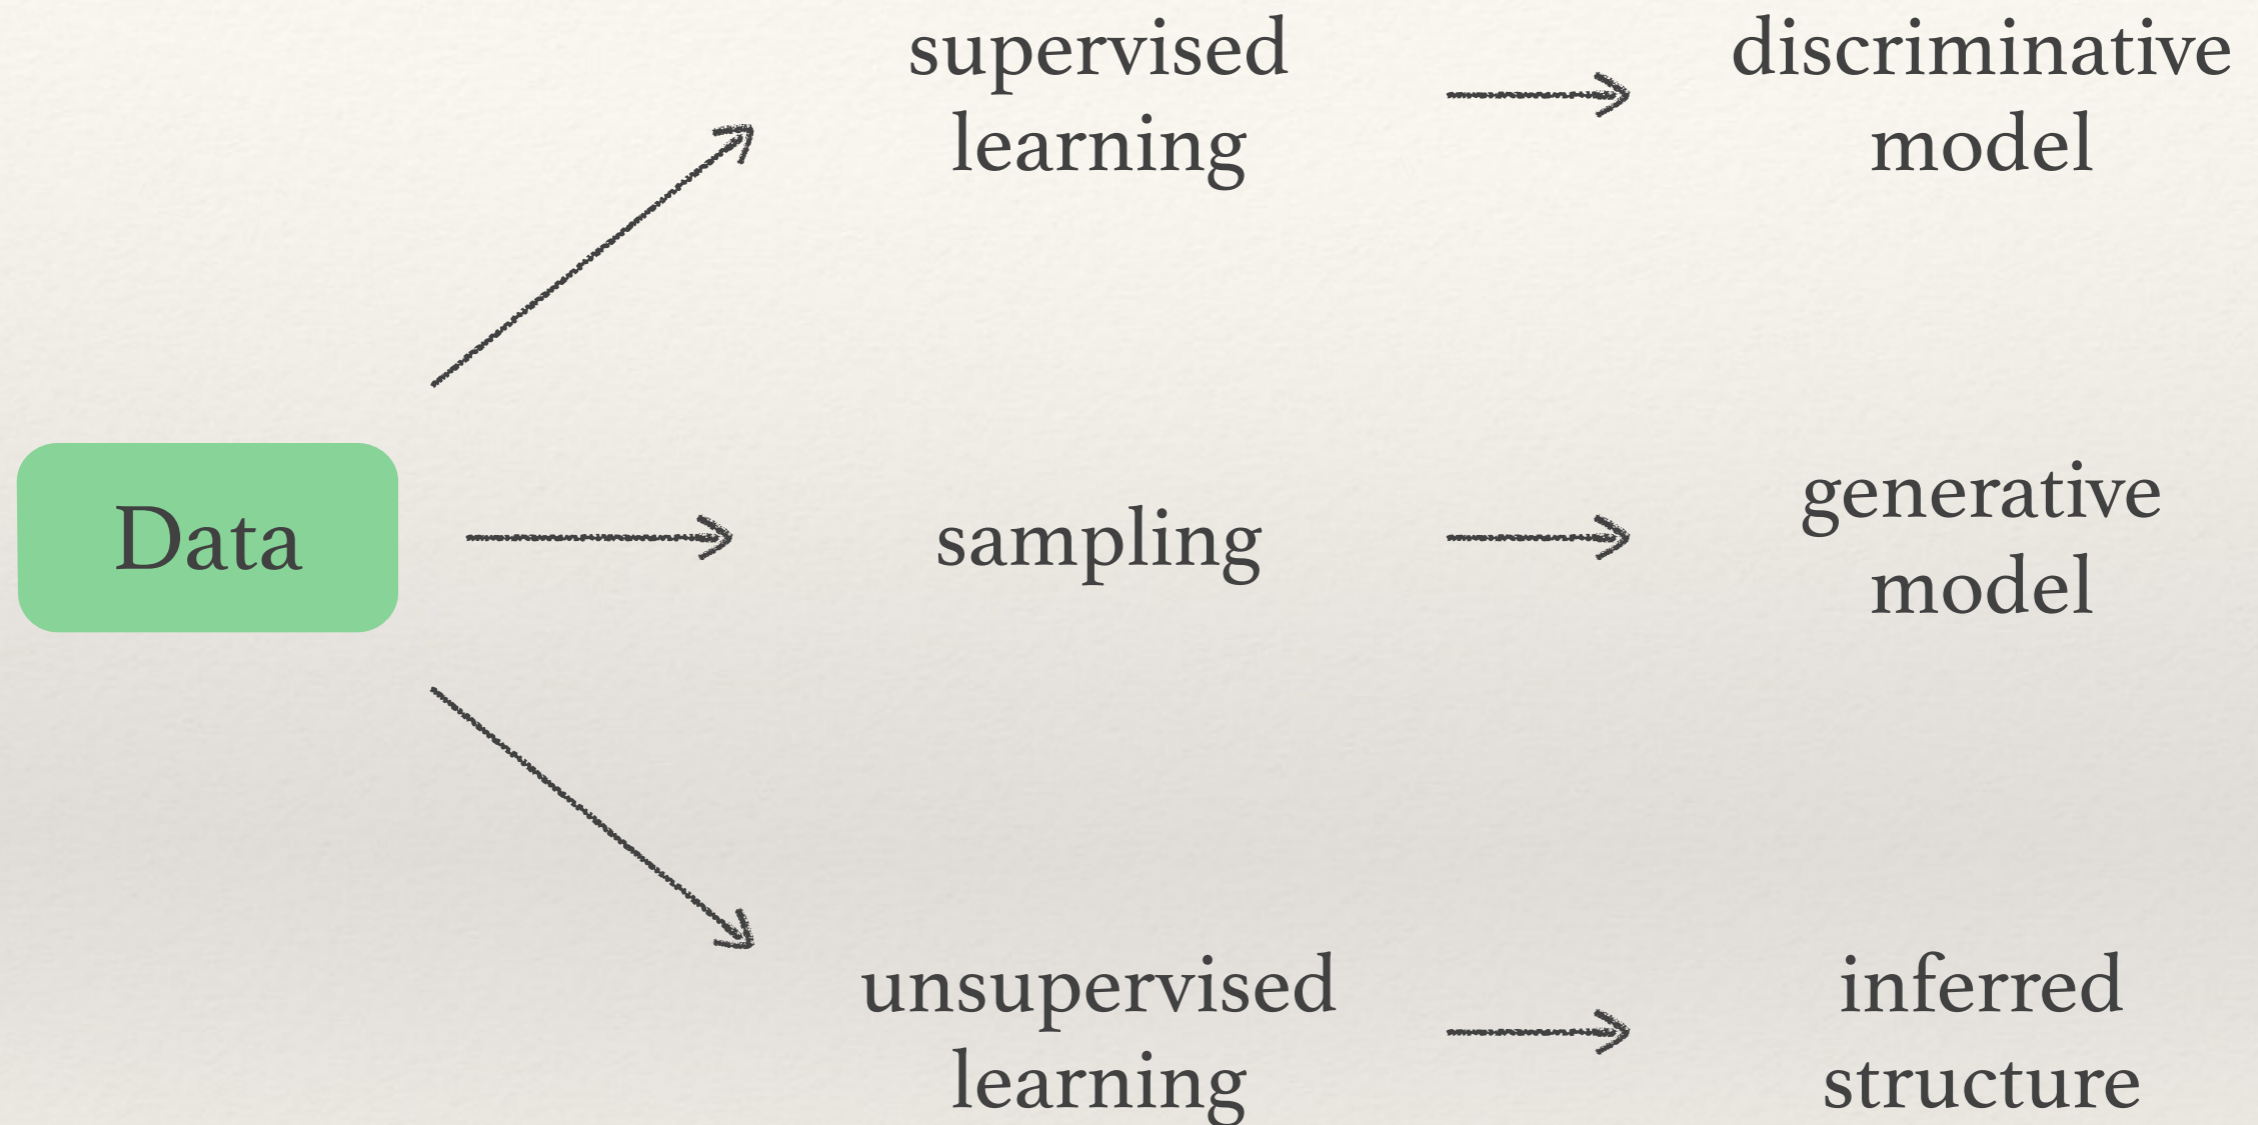 supervised
learning
discriminative
model
Data
sampling
generative
model
unsupervised
learning
inferred
structure